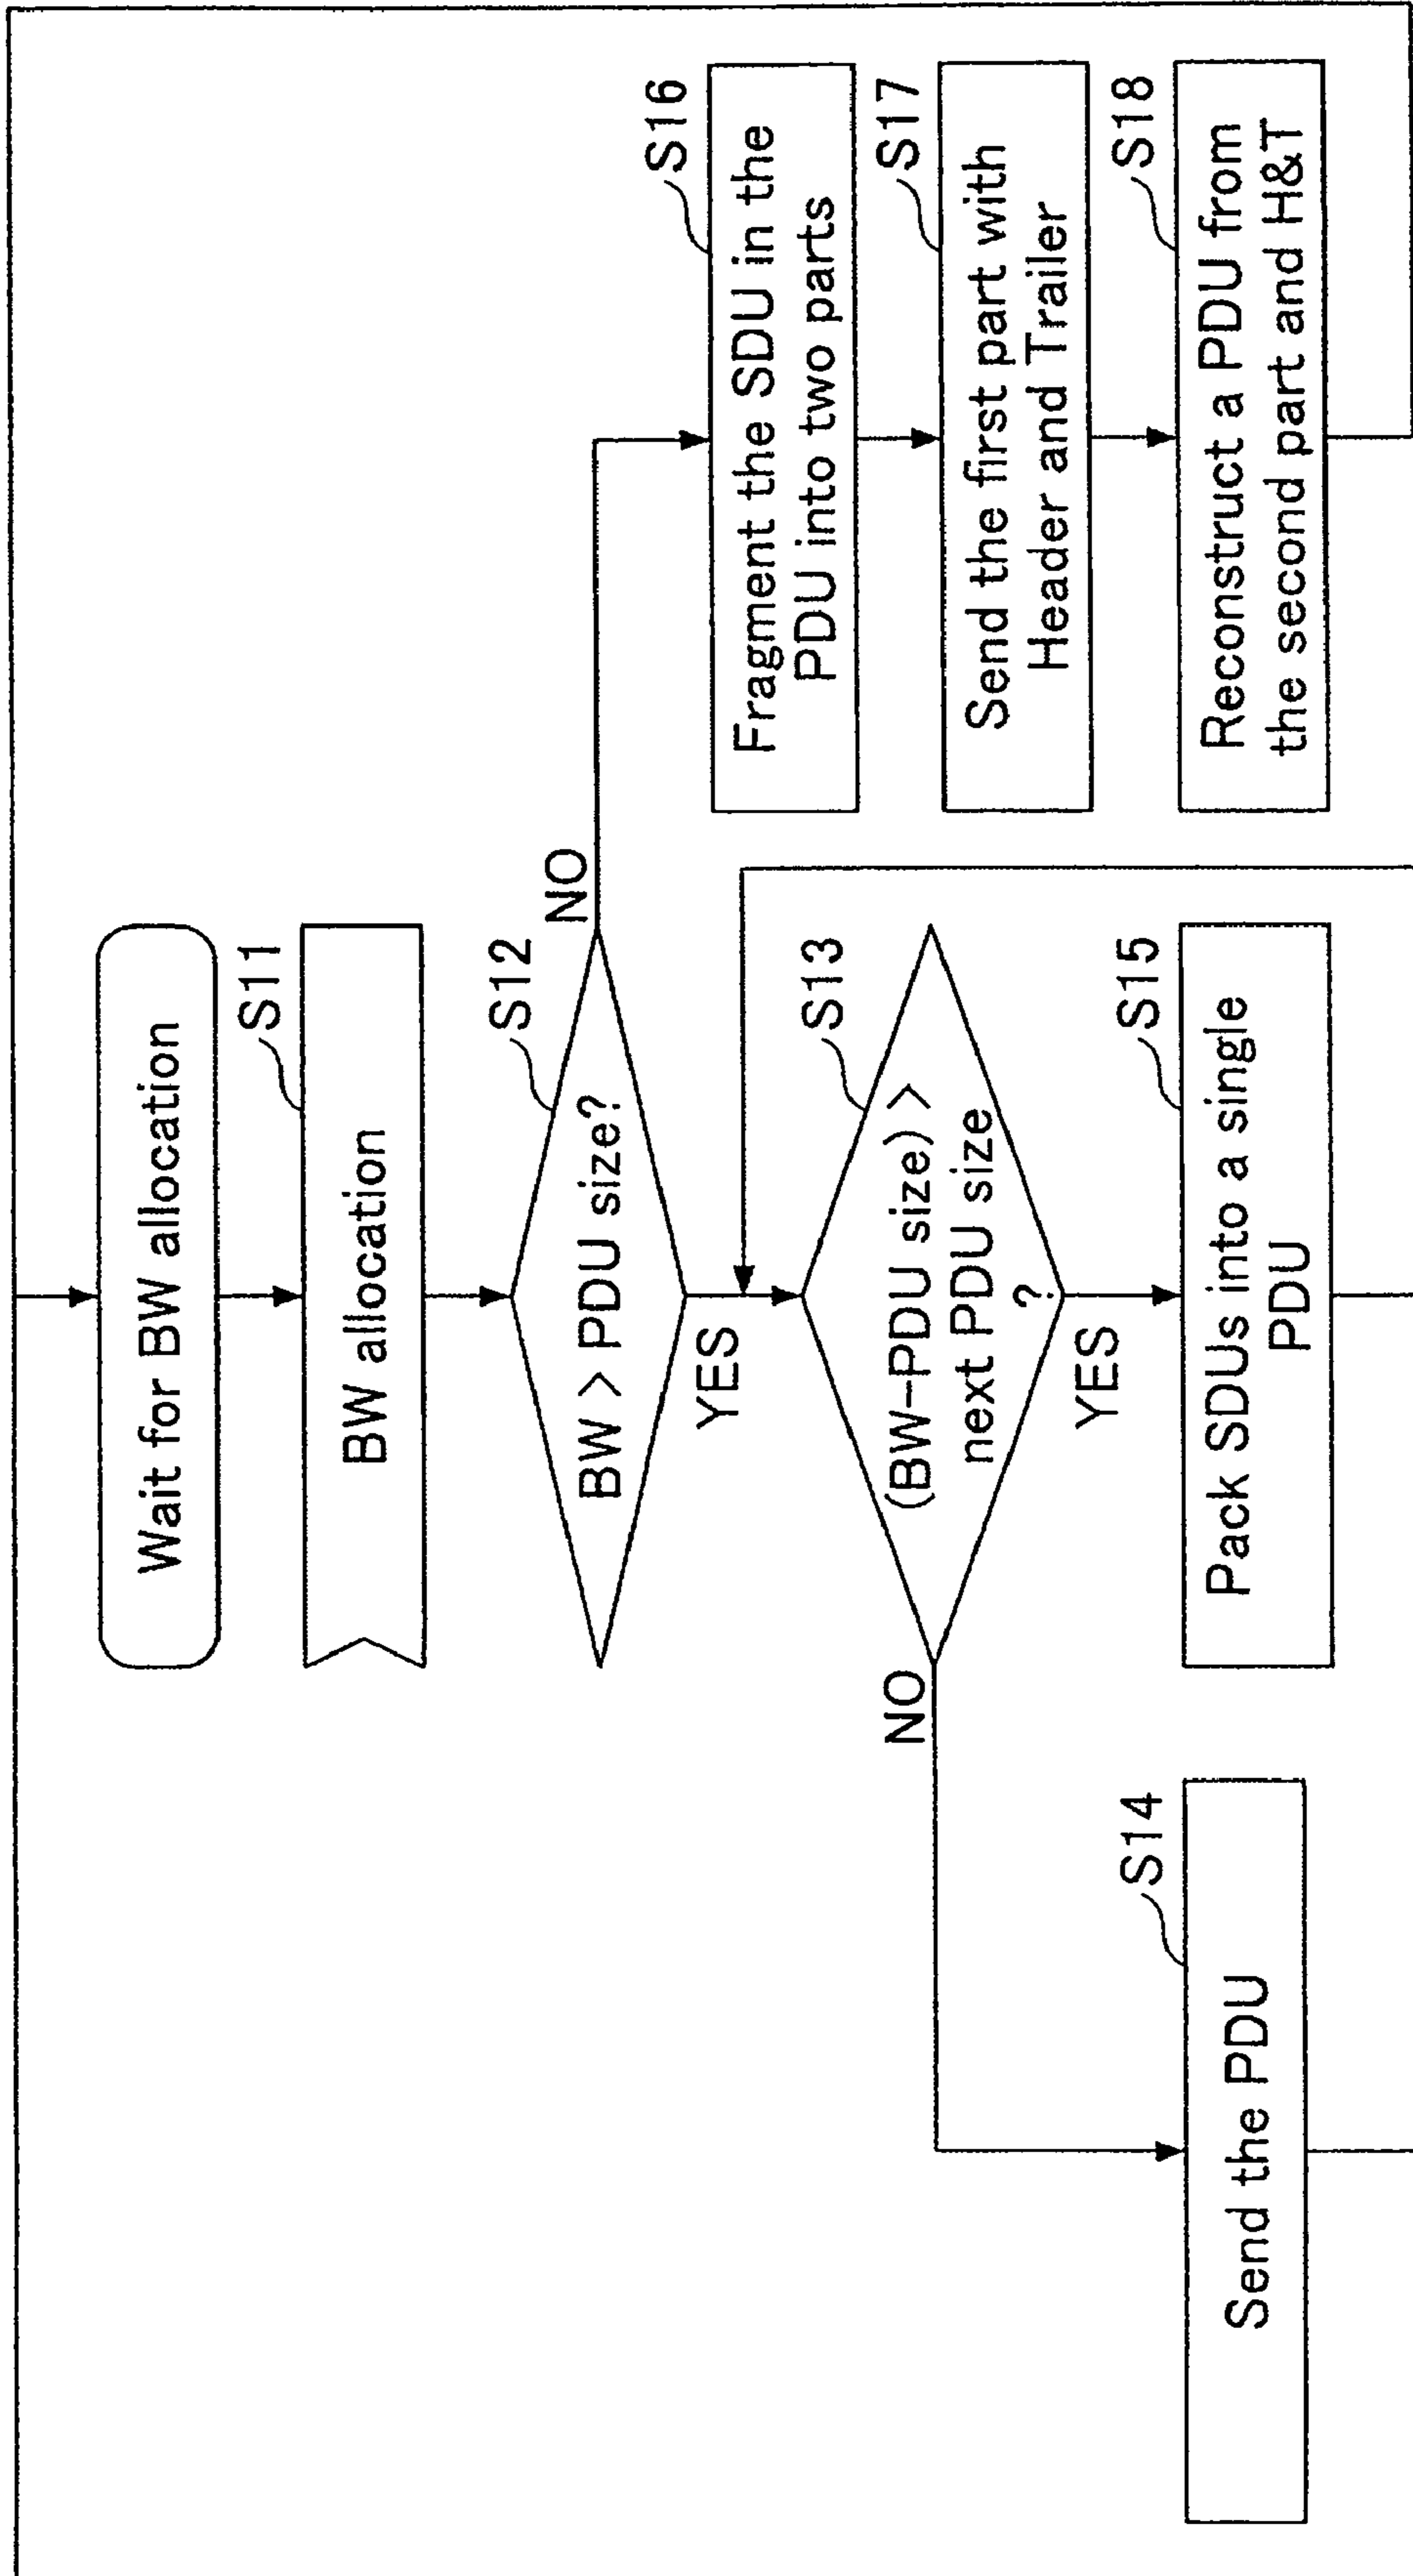 Wait for BW allocation
S11
BW allocation
S12
BW > PDU size?
NO
YES
S13
(BW-PDU size) >
next PDU size
?
NO
YES
S14
Send the PDU
S15
Pack SDUs into a single
PDU
S16
Fragment the SDU in the
PDU into two parts
S17
Send the first part with
Header and Trailer
S18
Reconstruct a PDU from
the second part and H&T